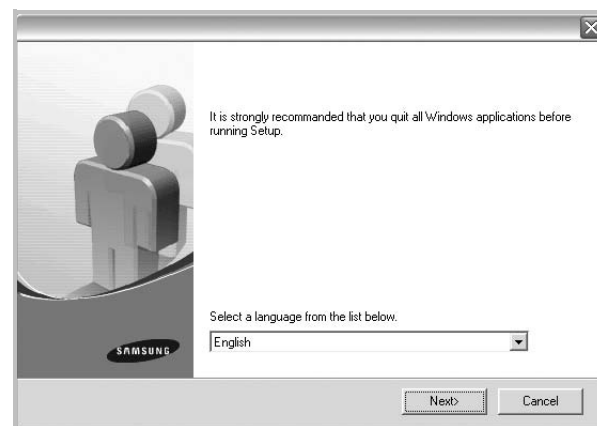 It is strongly recommanded that you quit all Windows applications before
running Setup.
Select a language from the list below.
English
SAMSUNG
Next>
Cancel